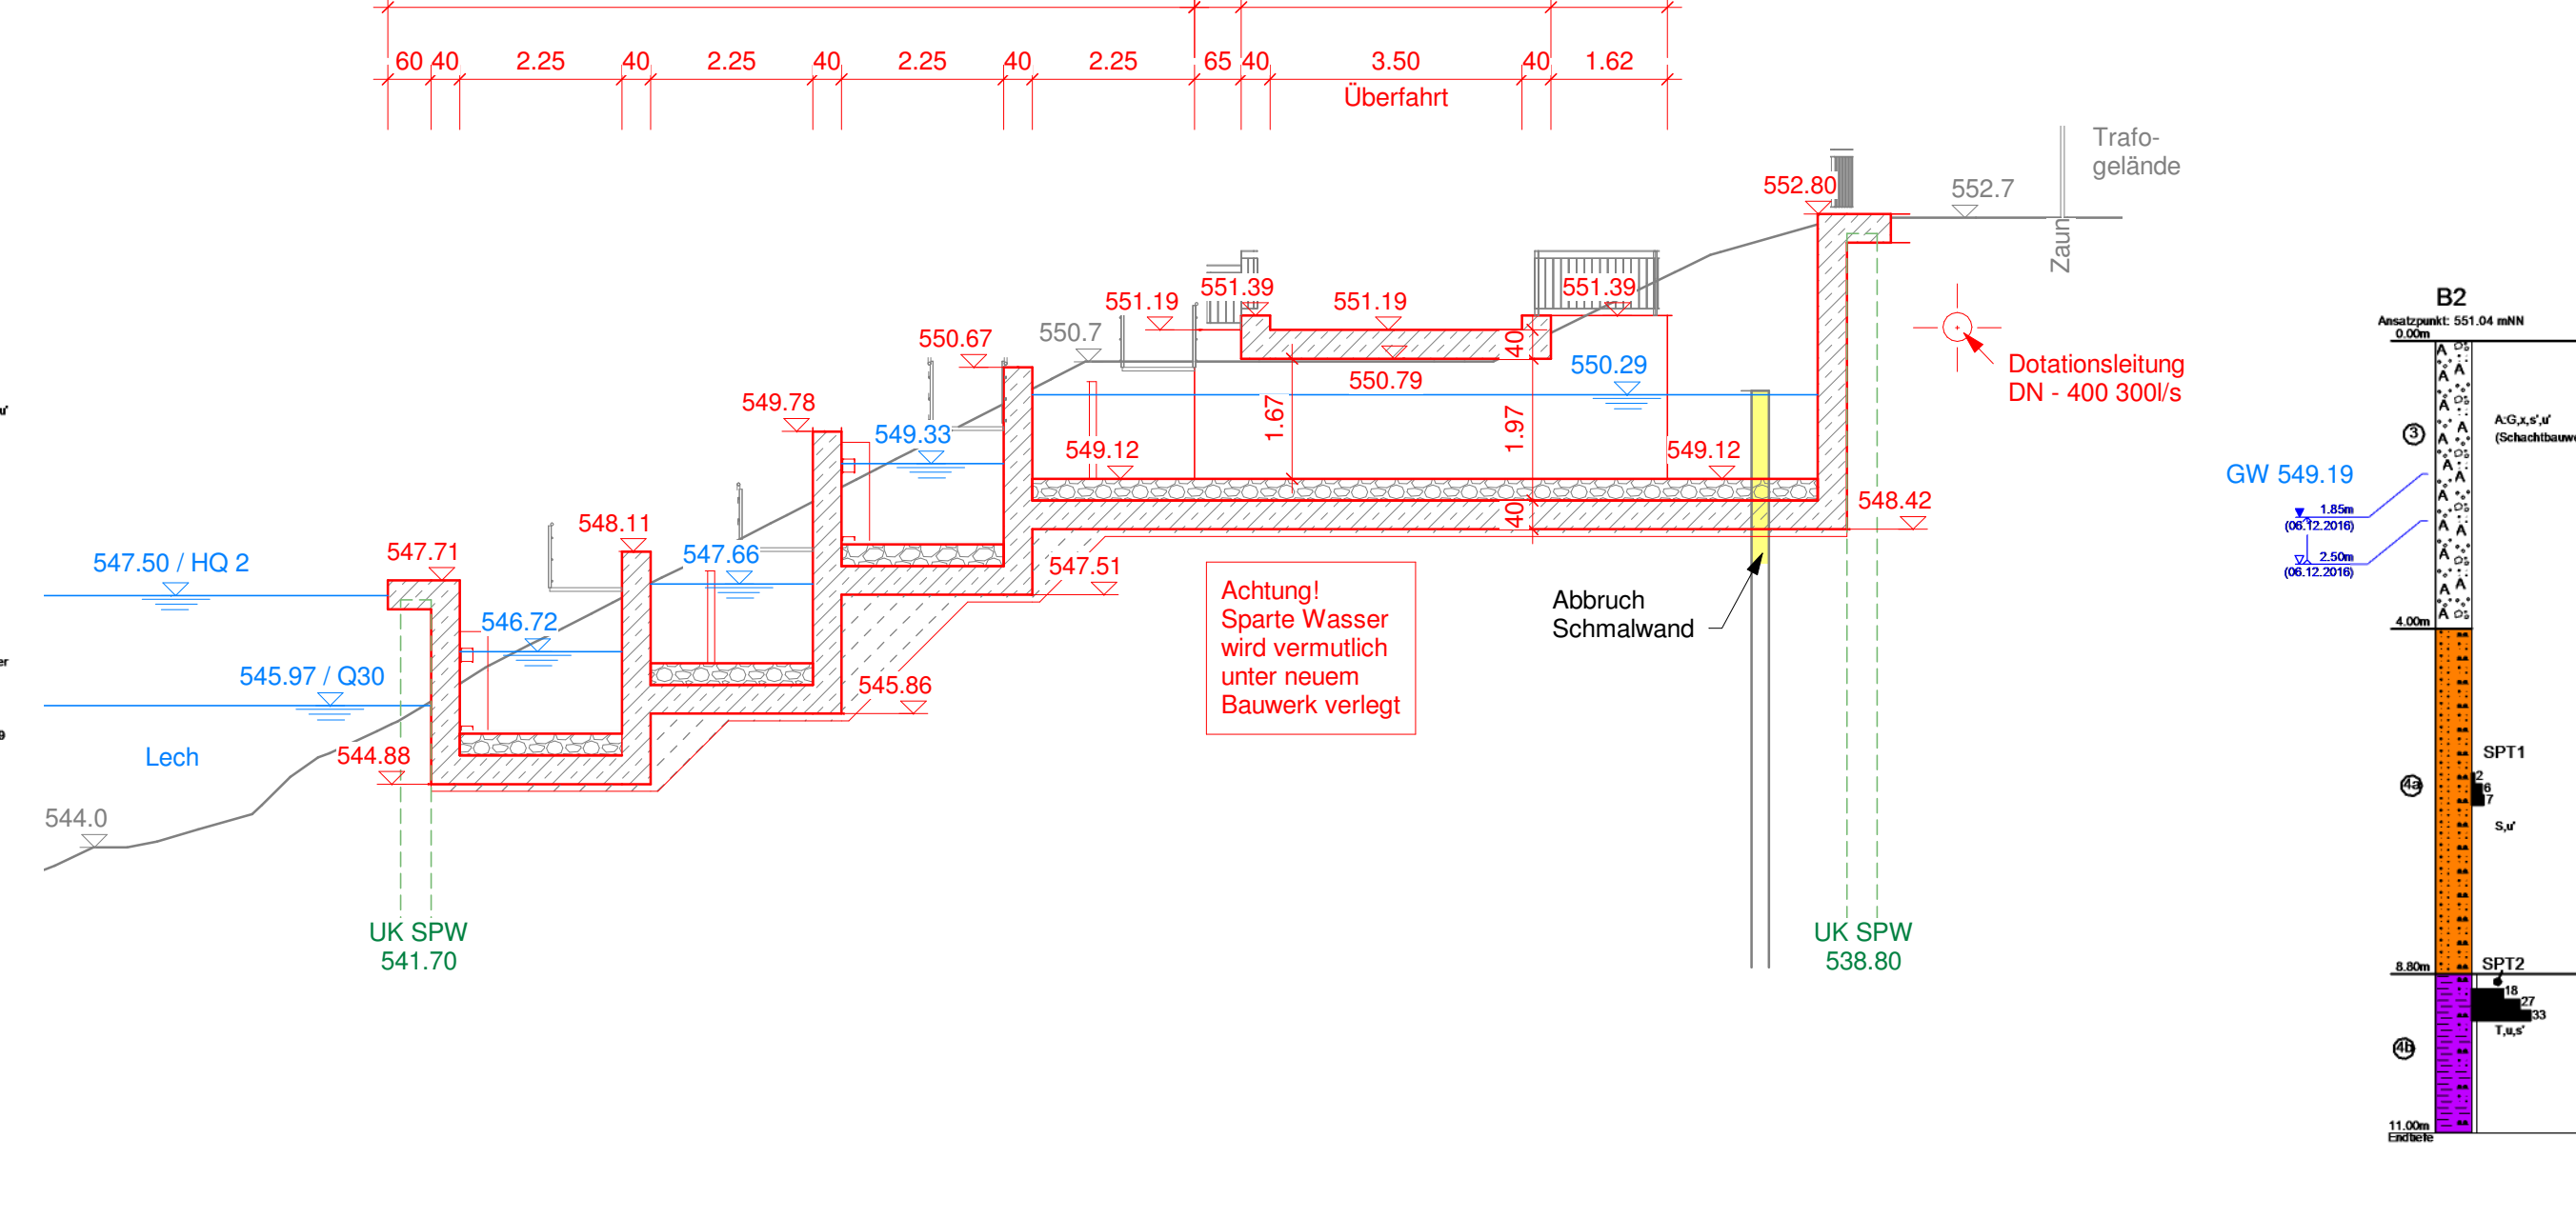 60 40 2.25 40 2.25 40 2.25 40 2.25 65 40 3.50 40 1.62
Überfahrt
Trafo-
gelände
552.80
552.7
Zaun
551.19
551.39
551.19
551.39
550.67
550.7
40
550.29
550.79
Dotationsleitung
DN - 400 300l/s
549.78
549.33
1.67
1.97
549.12
549.12
548.42
40
548.11
547.66
547.71
547.50 / HQ 2
547.51
546.72
545.97 / Q30
545.86
Lech
544.88
544.0
Achtung!
Sparte Wasser
wird vermutlich
unter neuem
Bauwerk verlegt
Abbruch
Schmalwand
UK SPW
541.70
UK SPW
538.80
B2
Ansatzpunkt: 551.04 mNN
0.00m
3
A:G,x,s',u'
GW 549.19
1.85m
(06.12.2016)
2.50m
(06.12.2016)
4.00m
SPT1
4a
2
6
7
S,u'
8.80m
SPT2
18
27
33
T,u,s'
4b
11.00m
Endtiefe